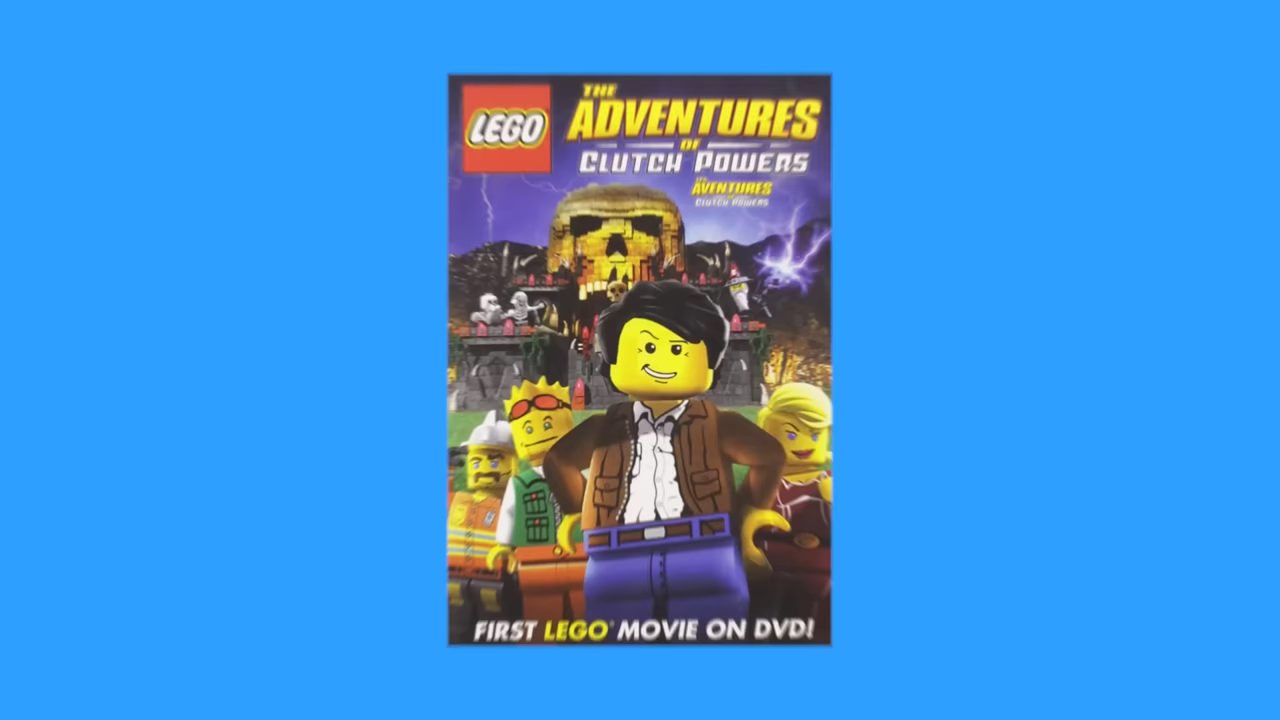 LEGO
THE
ADVENTURES
OF
CLUTCH POWERS
AVENTURES
CLUTCH POWERS
FIRST LEGO® MOVIE ON DVD!